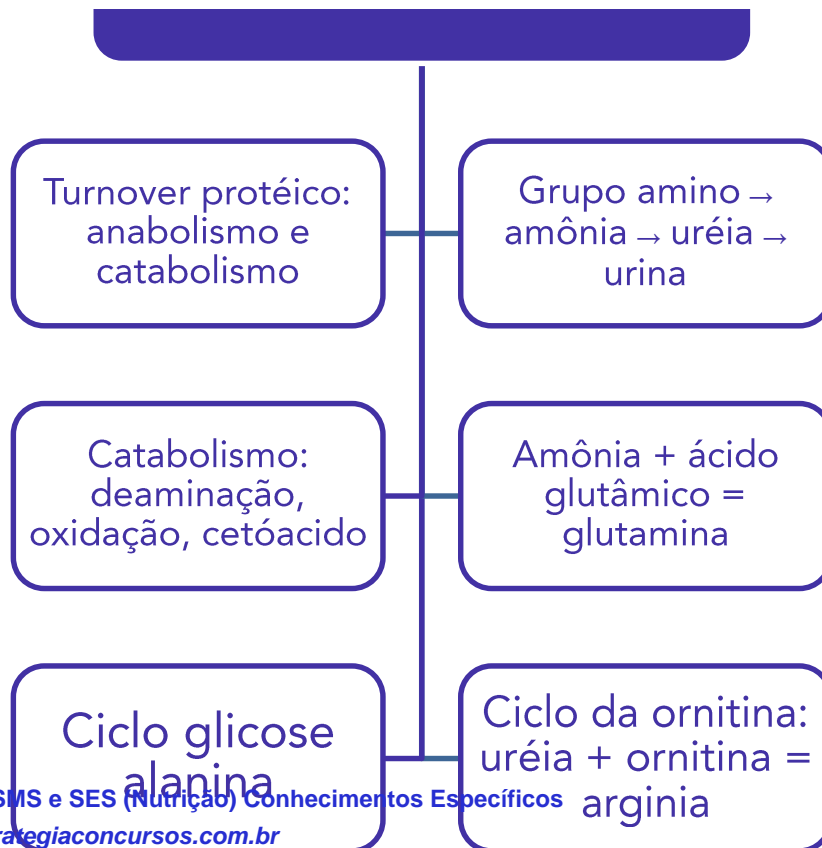 Turnover protéico:
anabolismo e
catabolismo
Grupo amino →
amônia → uréia →
urina
Catabolismo:
deaminação,
oxidação, cetóacido
Amônia + ácido
glutâmico =
glutamina
Ciclo glicose
alanina
Ciclo da ornitina:
uréia + ornitina =
arginia
SMS e SES (Nutrição) Conhecimentos Específicos
rategiaconcursos.com.br